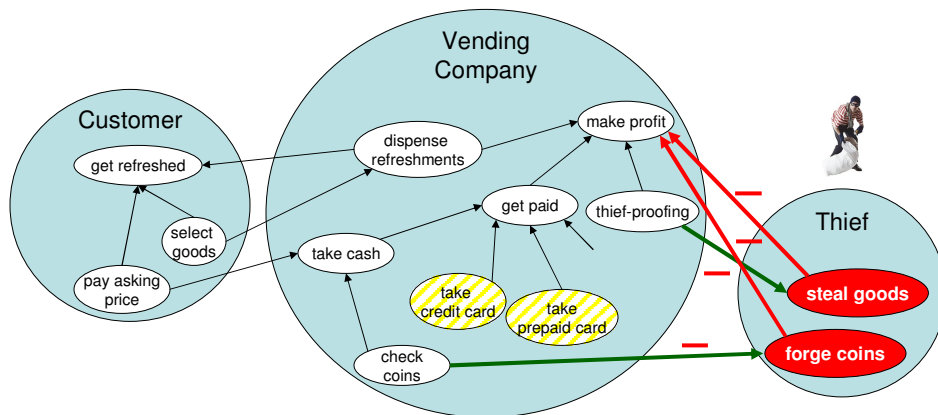 Vending
Company
Customer
make profit
dispense
refreshments
get refreshed
get paid
thief-proofing
Thief
select
goods
take cash
pay asking
price
steal goods
take
credit card
take
prepaid card
forge coins
check
coins